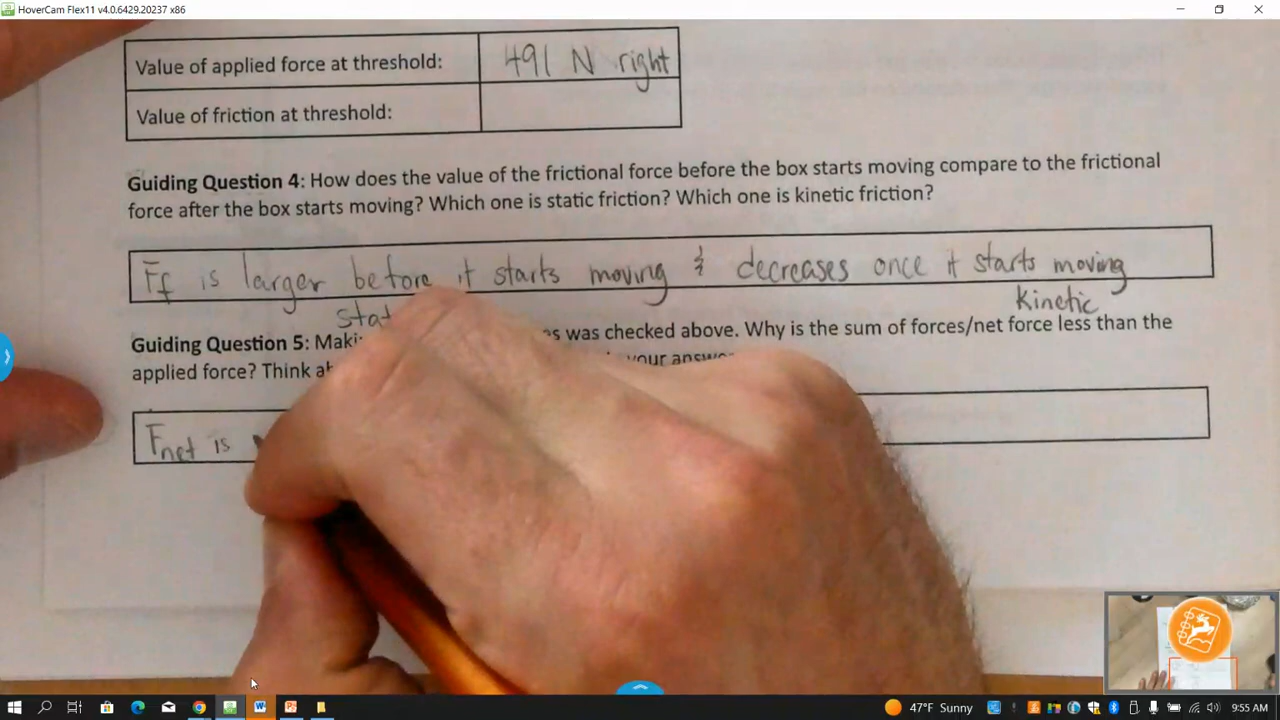 HoverCam Flex11 v4.0.6429.20237 x86
Value of applied force at threshold: 491 N right
Value of friction at threshold:
Guiding Question 4: How does the value of the frictional force before the box starts moving compare to the frictional
force after the box starts moving? Which one is static friction? Which one is kinetic friction?
Ff is larger before it starts moving & decreases once it starts moving
kinetic
Guiding Question 5: was checked above. Why is the sum of forces/net force less than the
applied force? Think your
Fnet is
47°F Sunny
9:55 AM